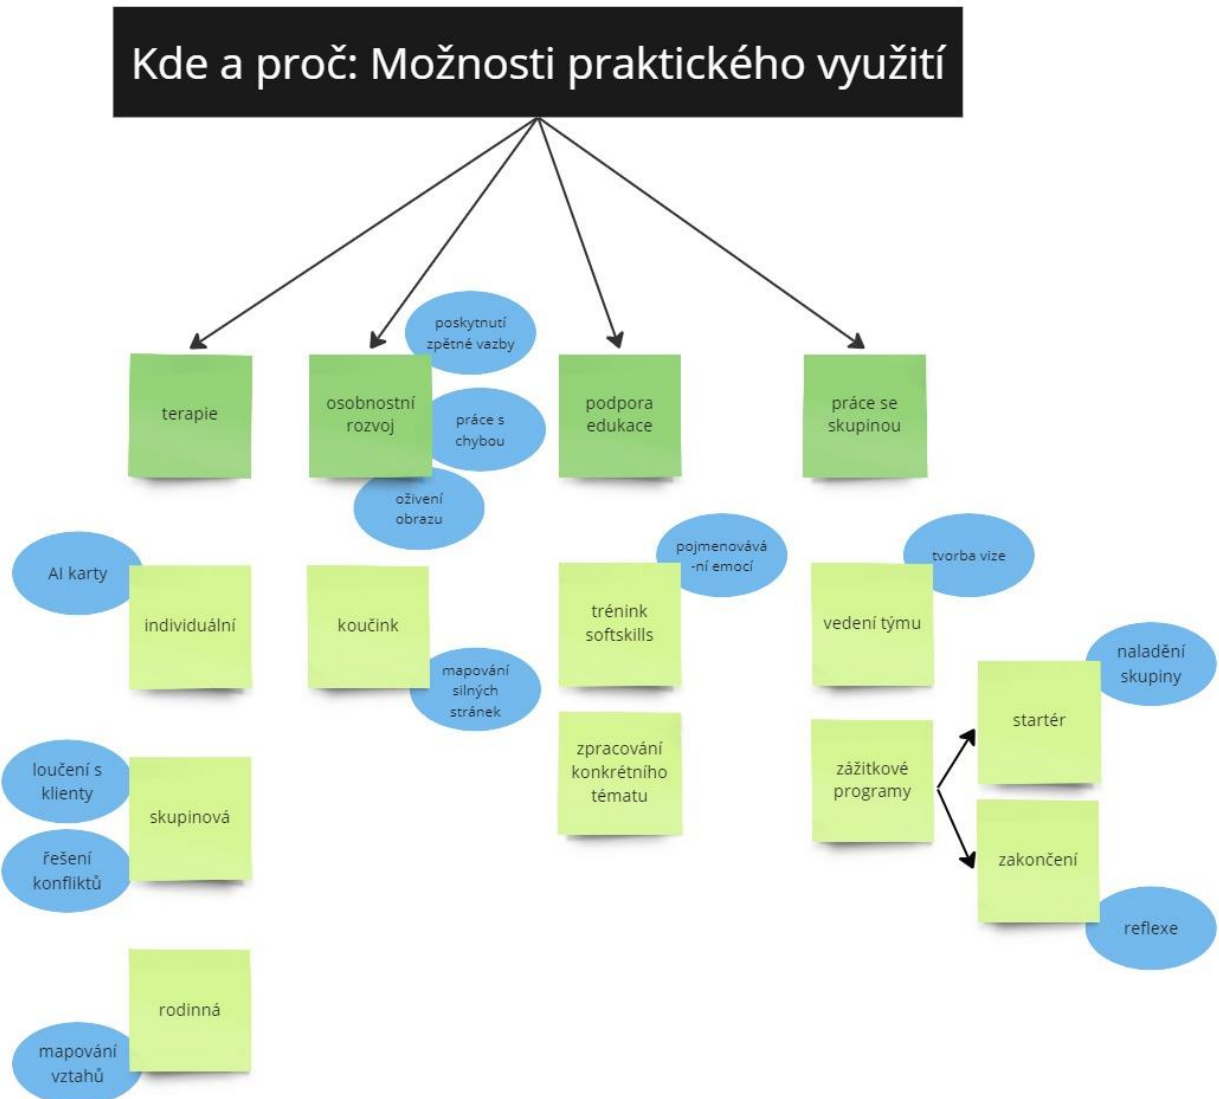 Kde a proč: Možnosti praktického využití
poskytnutí
zpětné vazby
terapie
osobnostní
rozvoj
práce s
chybou
oživení
obrazu
podpora
edukace
práce se
skupinou
AI karty
individuální
koučink
mapování
silných
stránek
pojmenovává
-ní emocí
trénink
softskills
zpracování
konkrétního
tématu
tvorba vize
vedení týmu
zážitkové
programy
naladění
skupiny
startér
zakončení
reflexe
loučení s
klienty
skupinová
řešení
konfliktů
rodinná
mapování
vztahů